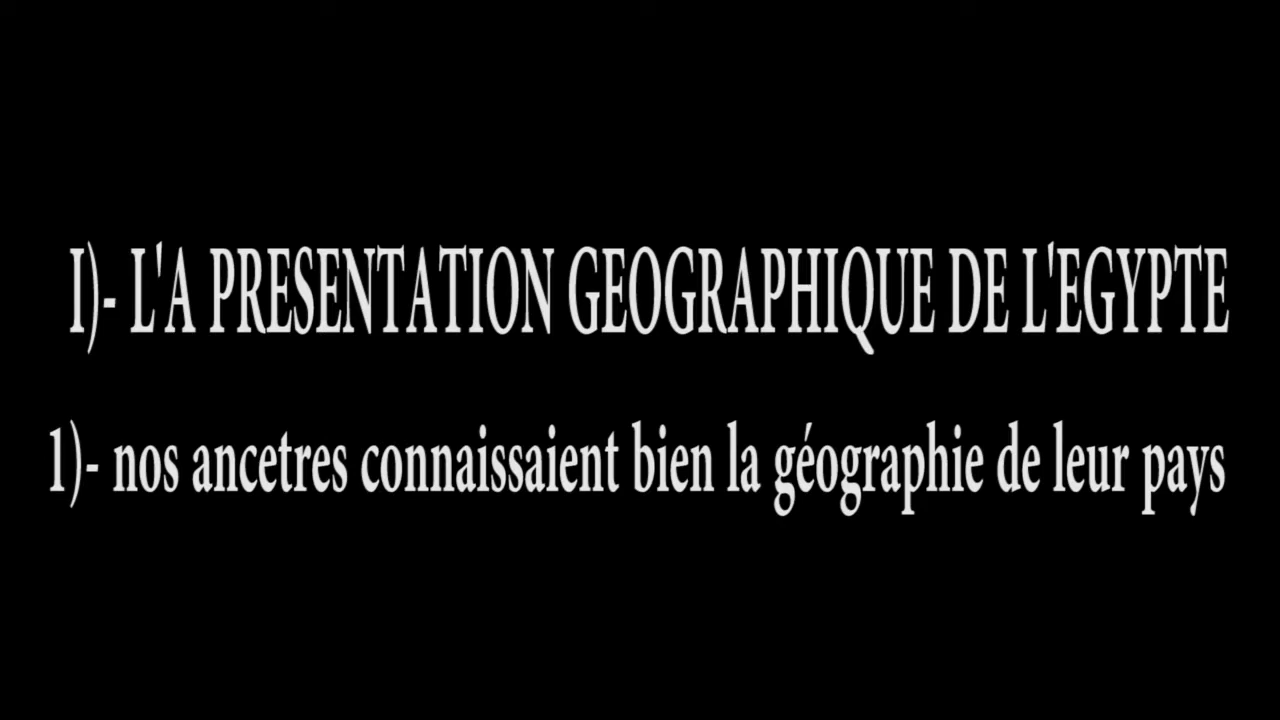 I)- L'A PRESENTATION GEOGRAPHIQUE DE L'EGYPTE
1)- nos ancetres connaissaient bien la géographie de leur pays